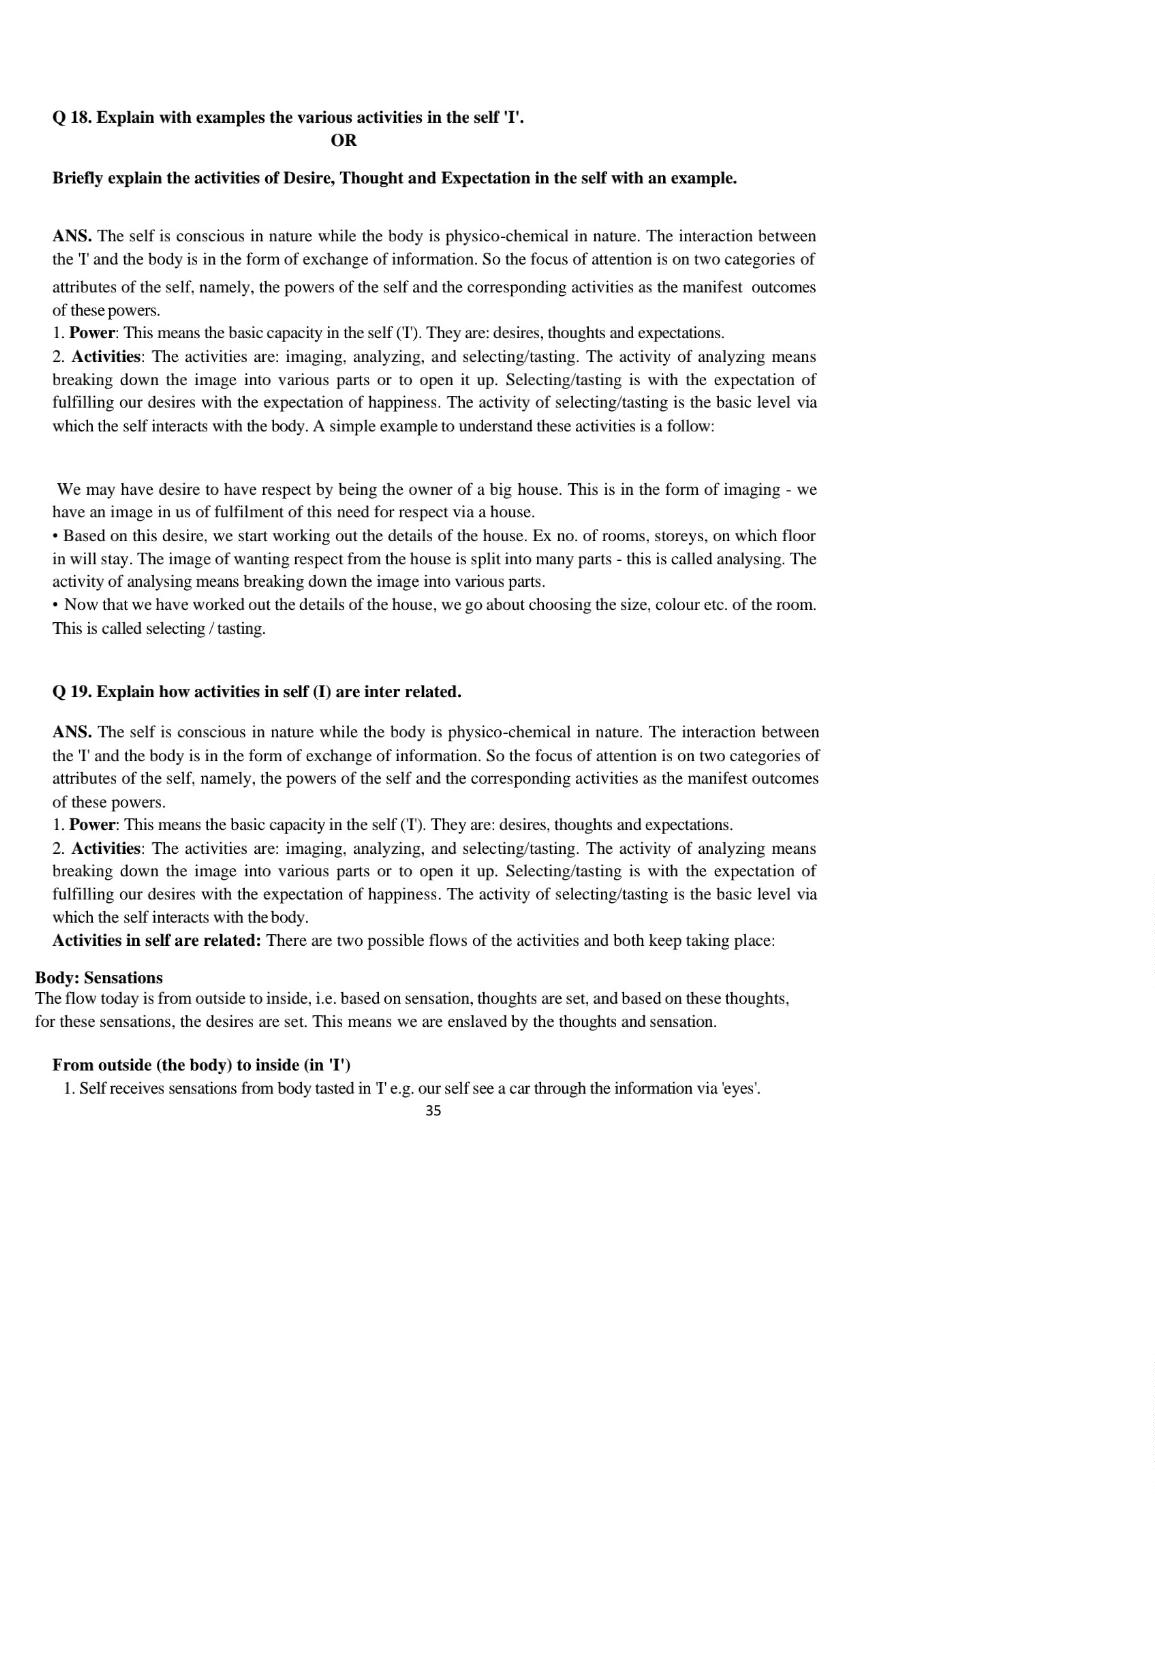 Q 18. Explain with examples the various activities in the self 'I'.
OR
Briefly explain the activities of Desire, Thought and Expectation in the self with an example.
ANS. The self is conscious in nature while the body is physico-chemical in nature. The interaction between
the 'I' and the body is in the form of exchange of information. So the focus of attention is on two categories of
attributes of the self, namely, the powers of the self and the corresponding activities as the manifest outcomes
of these powers.
1. Power: This means the basic capacity in the self ('I'). They are: desires, thoughts and expectations.
2. Activities: The activities are: imaging, analyzing, and selecting/tasting. The activity of analyzing means
breaking down the image into various parts or to open it up. Selecting/tasting is with the expectation of
fulfilling our desires with the expectation of happiness. The activity of selecting/tasting is the basic level via
which the self interacts with the body. A simple example to understand these activities is a follow:
We may have desire to have respect by being the owner of a big house. This is in the form of imaging - we
have an image in us of fulfilment of this need for respect via a house.
• Based on this desire, we start working out the details of the house. Ex no. of rooms, storeys, on which floor
in will stay. The image of wanting respect from the house is split into many parts - this is called analysing. The
activity of analysing means breaking down the image into various parts.
• Now that we have worked out the details of the house, we go about choosing the size, colour etc. of the room.
This is called selecting / tasting.
Q 19. Explain how activities in self (I) are inter related.
ANS. The self is conscious in nature while the body is physico-chemical in nature. The interaction between
the 'I' and the body is in the form of exchange of information. So the focus of attention is on two categories of
attributes of the self, namely, the powers of the self and the corresponding activities as the manifest outcomes
of these powers.
1. Power: This means the basic capacity in the self ('I'). They are: desires, thoughts and expectations.
2. Activities: The activities are: imaging, analyzing, and selecting/tasting. The activity of analyzing means
breaking down the image into various parts or to open it up. Selecting/tasting is with the expectation of
fulfilling our desires with the expectation of happiness. The activity of selecting/tasting is the basic level via
which the self interacts with the body.
Activities in self are related: There are two possible flows of the activities and both keep taking place:
Body: Sensations
The flow today is from outside to inside, i.e. based on sensation, thoughts are set, and based on these thoughts,
for these sensations, the desires are set. This means we are enslaved by the thoughts and sensation.
From outside (the body) to inside (in 'I')
1. Self receives sensations from body tasted in 'I' e.g. our self see a car through the information via 'eyes'.
35